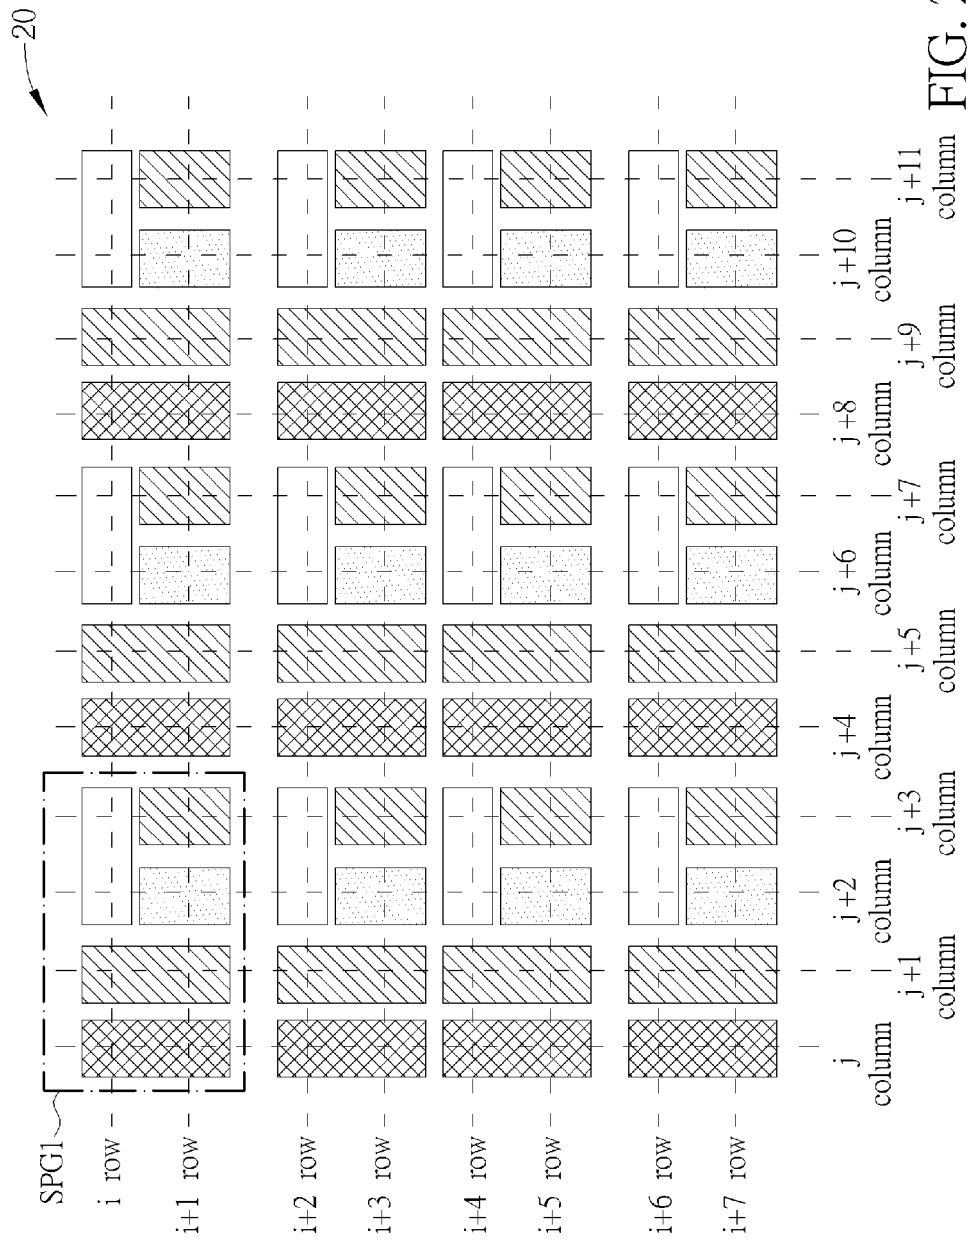 20
SPG1
i row
i+1 row
i+2 row
i+3 row
i+4 row
i+5 row
i+6 row
i+7 row
j
column
j+1
column
j+2
column
j+3
column
j+4
column
j+5
column
j+6
column
j+7
column
j+8
column
j+9
column
j+10
column
j+11
column
FIG.